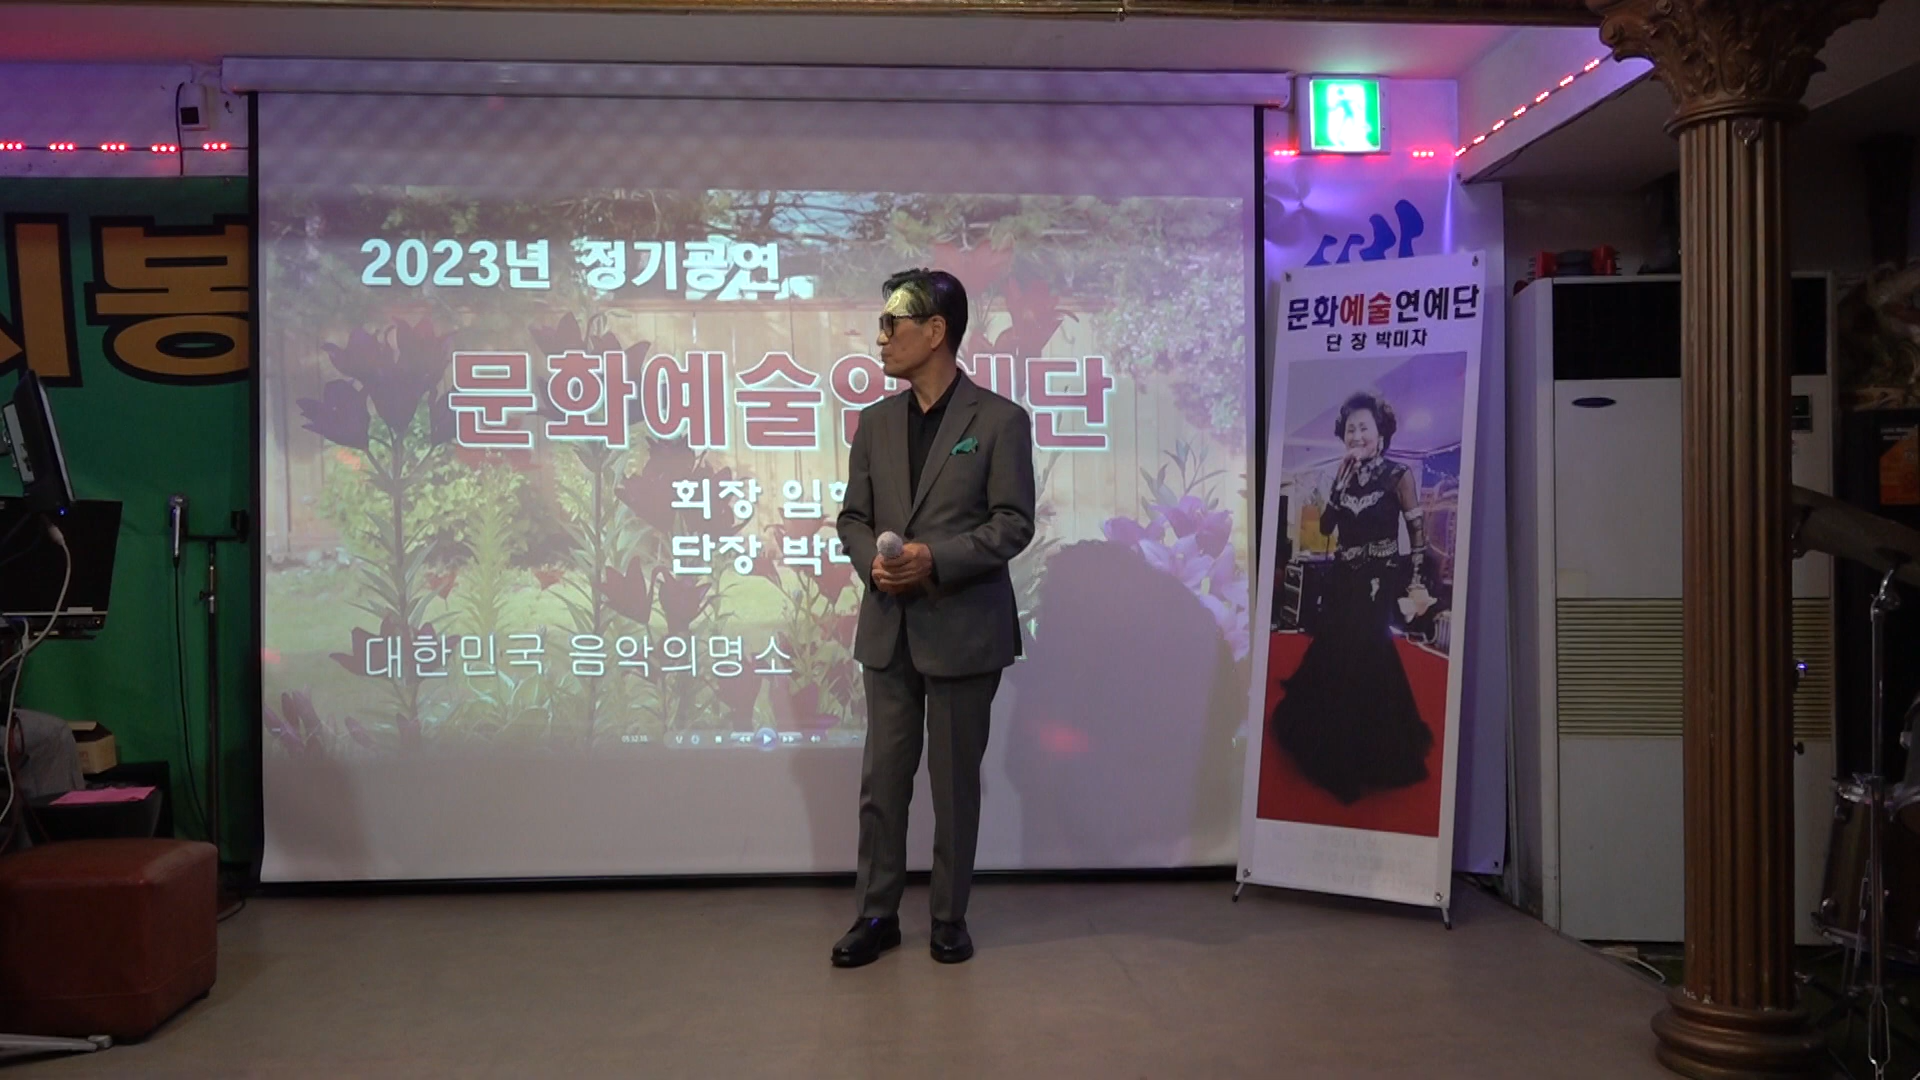 2023년 정기공연
문화예술연예단
회장 임
단장 박미
대한민국 음악의명소
문화예술연예단
단 장 박미자
봉